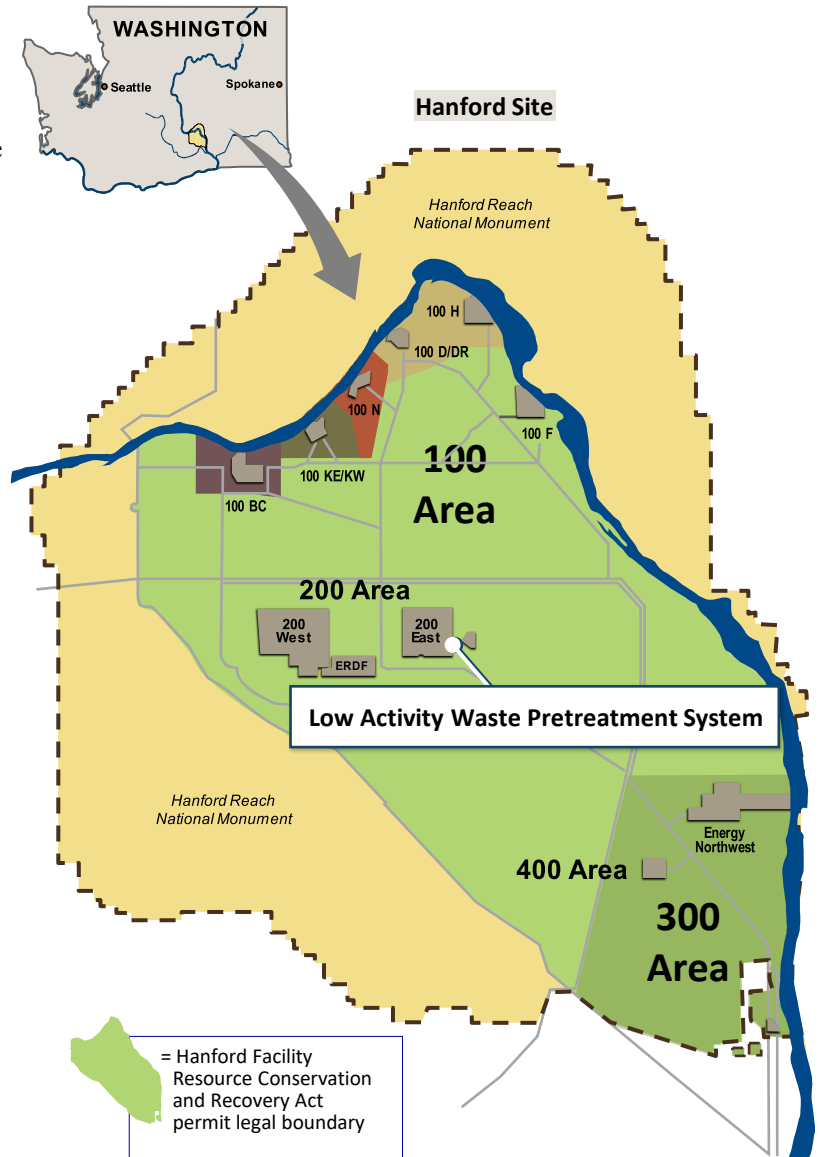 WASHINGTON
Seattle
Spokane
e
Hanford Site
Hanford Reach
National Monument
100 H
100 D/DR
100 N
100 F
100 KE/KW
100 BC
100
Area
200 Area
200
West
200
East
ERDF
Low Activity Waste Pretreatment System
Hanford Reach
National Monument
Energy
Northwest
400 Area
300
Area
= Hanford Facility
Resource Conservation
and Recovery Act
permit legal boundary